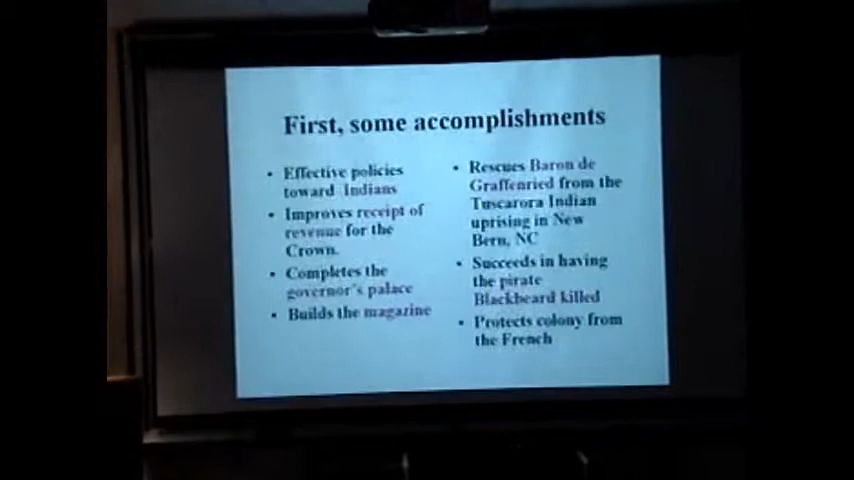 First, some accomplishments
• Effective policies
toward Indians
• Improves receipt of
revenue for the
Crown.
• Completes the
governor's palace
• Builds the magazine
• Rescues Baron de
Graffenried from the
Tuscarora Indian
uprising in New
Bern, NC
• Succeeds in having
the pirate
Blackbeard killed
• Protects colony from
the French